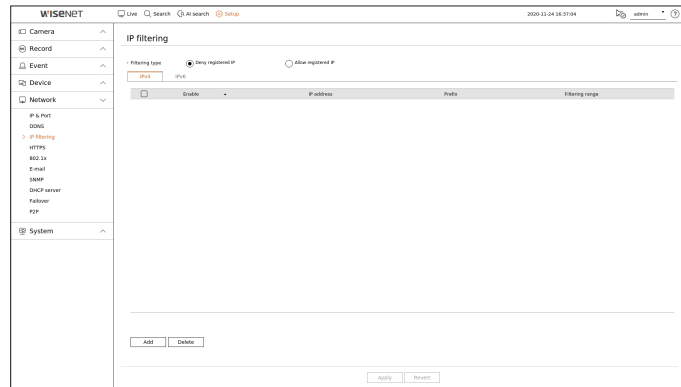 WISENET
Live Search AI search Setup 2020-11-24 16:37:04 admin ?
Camera
Record
Event
Device
Network
IP & Port
DDNS
> IP filtering
HTTPS
802.1x
E-mail
SNMP
DHCP server
Failover
P2P
System
IP filtering
Filtering type Deny registered IP Allow registered IP
IPv4 IPv6
Enable IP address Prefix Filtering range
Add Delete
Apply Revert